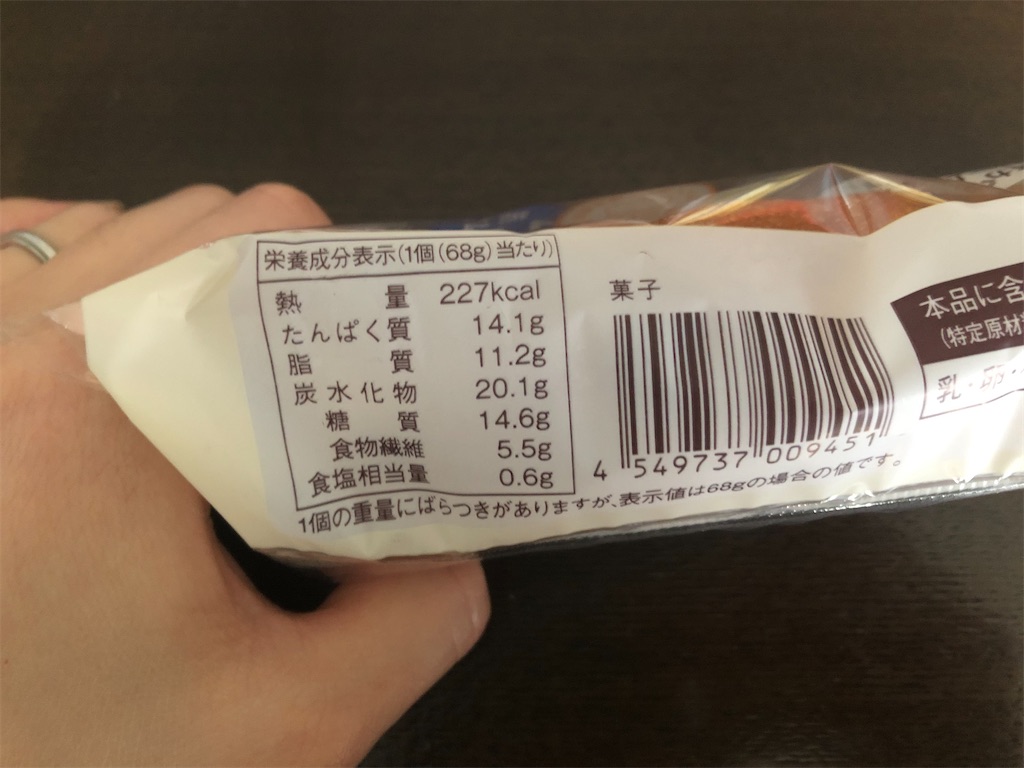 栄養成分表示(1個(68g)当たり)
熱量 227kcal
たんぱく質 14.1g
脂質 11.2g
炭水化物 20.1g
糖質 14.6g
食物繊維 5.5g
食塩相当量 0.6g
1個の重量にばらつきがありますが、表示値は68gの場合の値です。
菓子
4 549737 009451
本品に含
(特定原材
乳・卵・